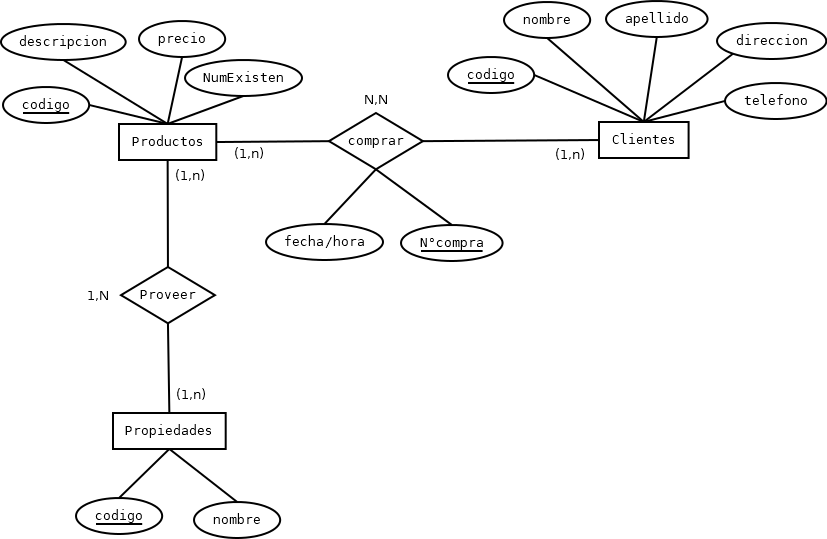 nombre
apellido
descripcion
precio
direccion
NumExisten
codigo
codigo
telefono
N,N
Productos
comprar
Clientes
(1,n)
(1,n)
(1,n)
fecha/hora
N°compra
1,N
Proveer
(1,n)
Propiedades
codigo
nombre